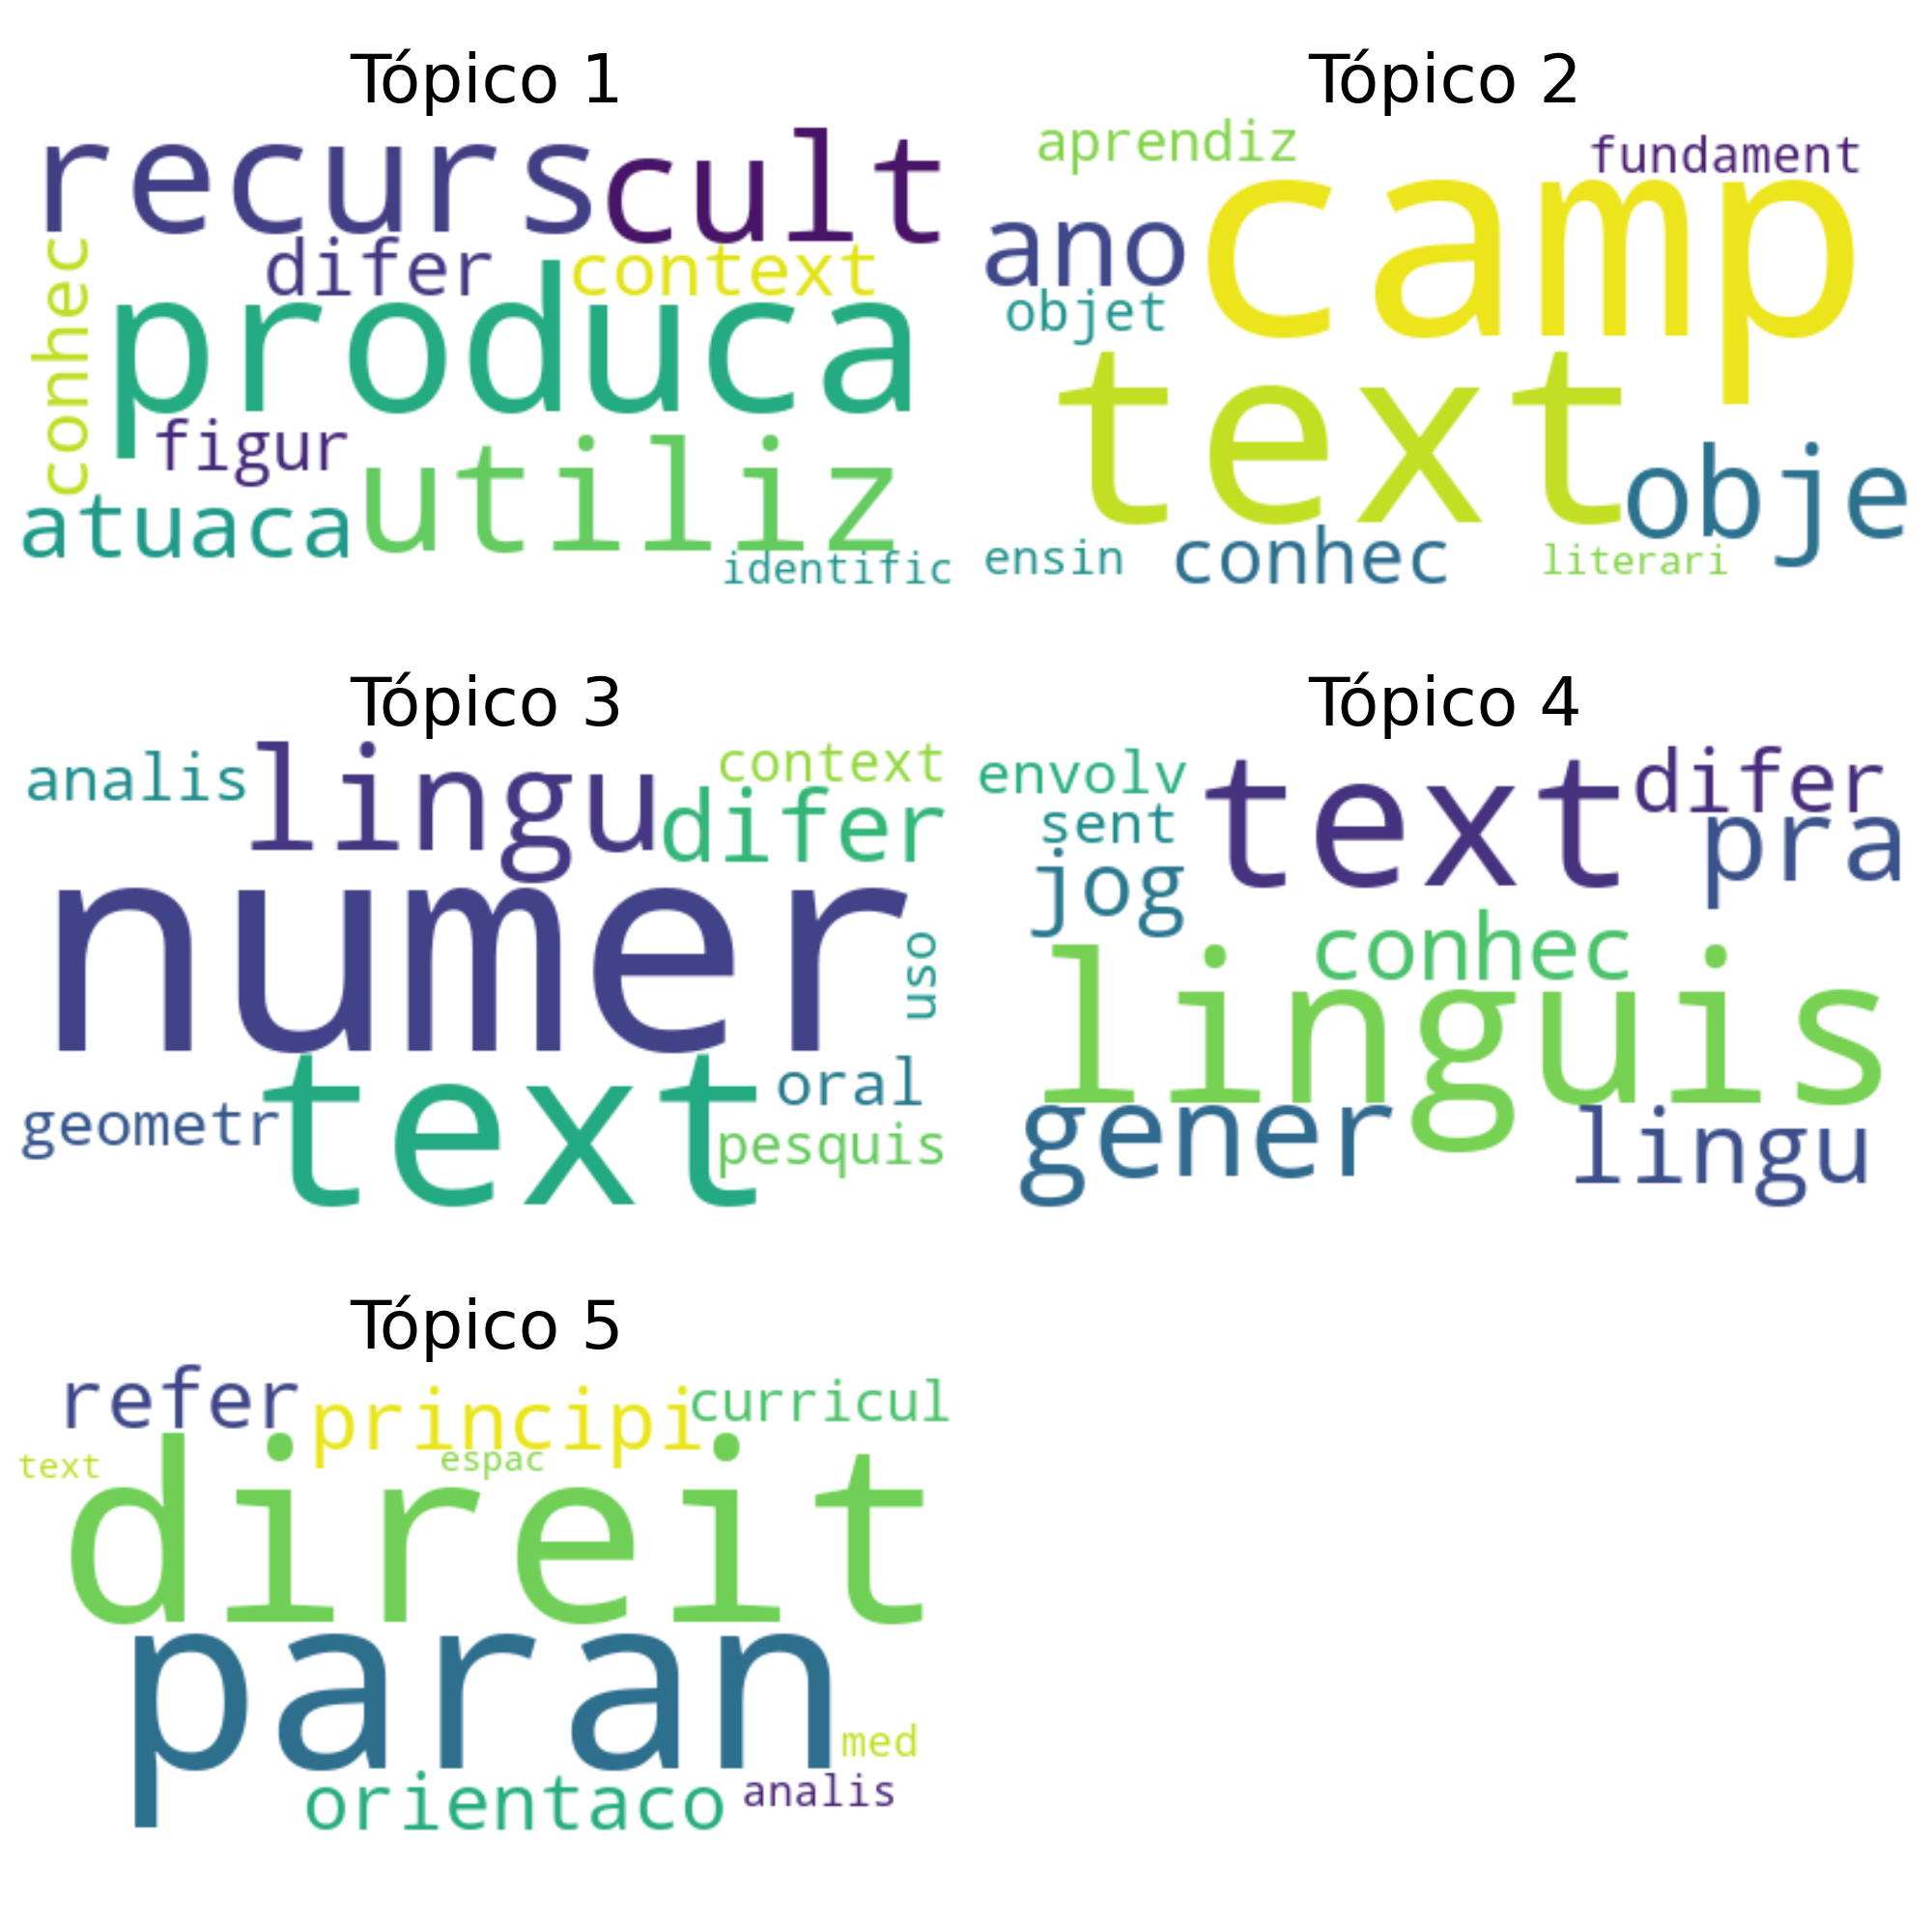 Tópico 1
recurs cult
difer context
conhec
produca
figur
utiliz
atuaca
identific
Tópico 2
aprendiz fundament
camp
ano
objet
text
obje
ensin conhec literari
Tópico 3
analis lingu context
difer
numer
uso
text
oral
geometr pesquis
Tópico 4
envolv text difer
sent pra
jog
conhec
linguis
gener lingu
Tópico 5
refer principi curricul
text espac
direit
paran
med
orientaco analis